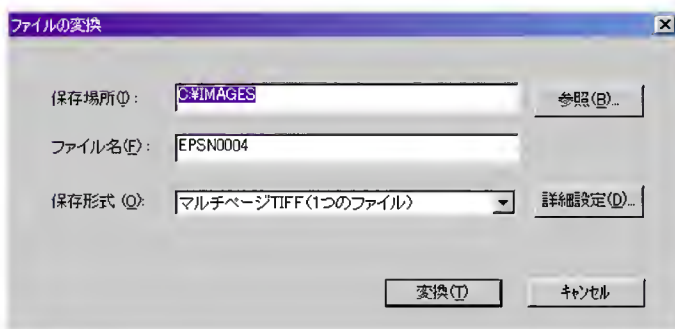 ファイルの変換
保存場所(I):
C:¥IMAGES
参照(B)...
ファイル名(F):
EPSN0004
保存形式 (O):
マルチページTIFF(1つのファイル)
詳細設定(D)...
変換(T)
キャンセル